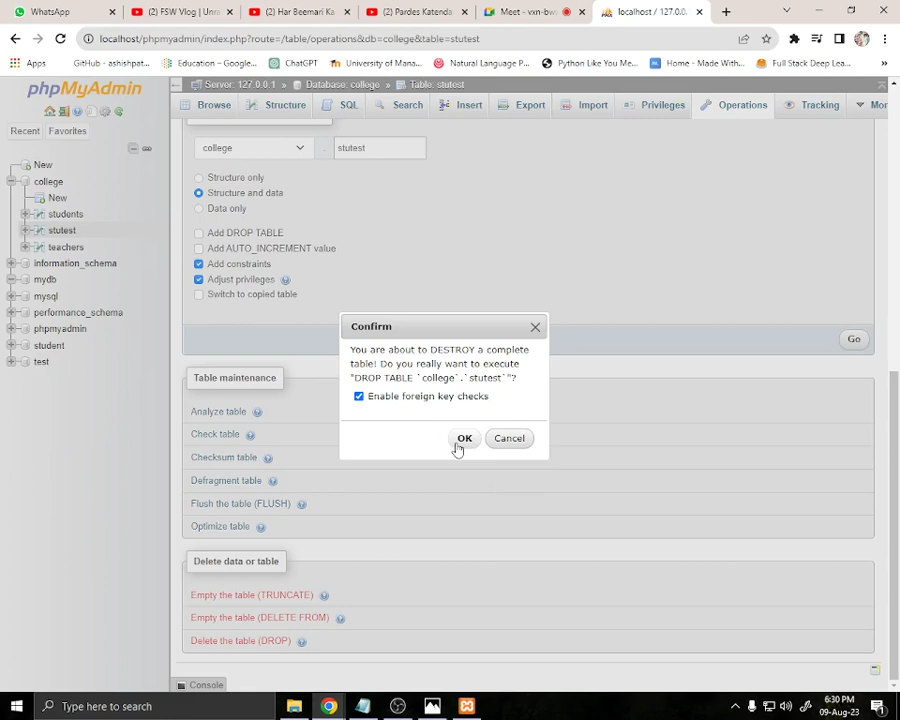 WhatsApp
(2) FSW Vlog | Unra
(2) Har Beemari Ka
(2) Pardes Katenda
Meet - vxn-bw
localhost / 127.0.0.
localhost/phpmyadmin/index.php?route=/table/operations&db=college&table=stutest
Apps
GitHub - ashishpat...
ChatGPT
University of Mana...
Natural Language P...
Python Like You Me...
Home - Made With...
Full Stack Deep Lea...
phpMyAdmin
Recent
Favorites
New
college
New
students
stutest
teachers
information_schema
mydb
mysql
performance_schema
phpmyadmin
student
test
Server: 127.0.0.1 » Database: college » Table: stutest
Browse
Structure
SQL
Search
Insert
Export
Import
Privileges
Operations
Tracking
Mor
college
.
stutest
Structure only
Structure and data
Data only
Add DROP TABLE
Add AUTO_INCREMENT value
Add constraints
Adjust privileges
Switch to copied table
Go
Confirm
You are about to DESTROY a complete
table! Do you really want to execute
"DROP TABLE `college`.`stutest`"?
Enable foreign key checks
OK
Cancel
Table maintenance
Analyze table
Check table
Checksum table
Defragment table
Flush the table (FLUSH)
Optimize table
Delete data or table
Empty the table (TRUNCATE)
Empty the table (DELETE FROM)
Delete the table (DROP)
Console
Type here to search
6:30 PM
09-Aug-23
1